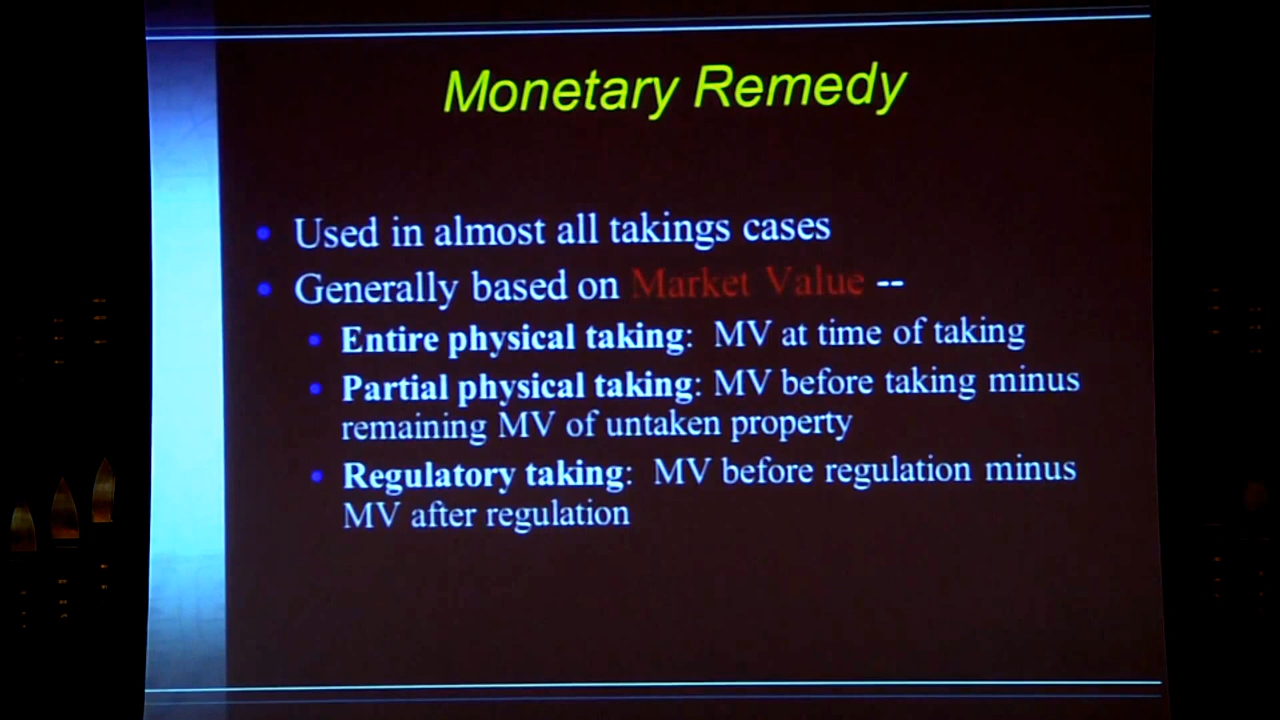 Monetary Remedy
• Used in almost all takings cases
• Generally based on Market Value --
• Entire physical taking: MV at time of taking
• Partial physical taking: MV before taking minus
remaining MV of untaken property
• Regulatory taking: MV before regulation minus
MV after regulation